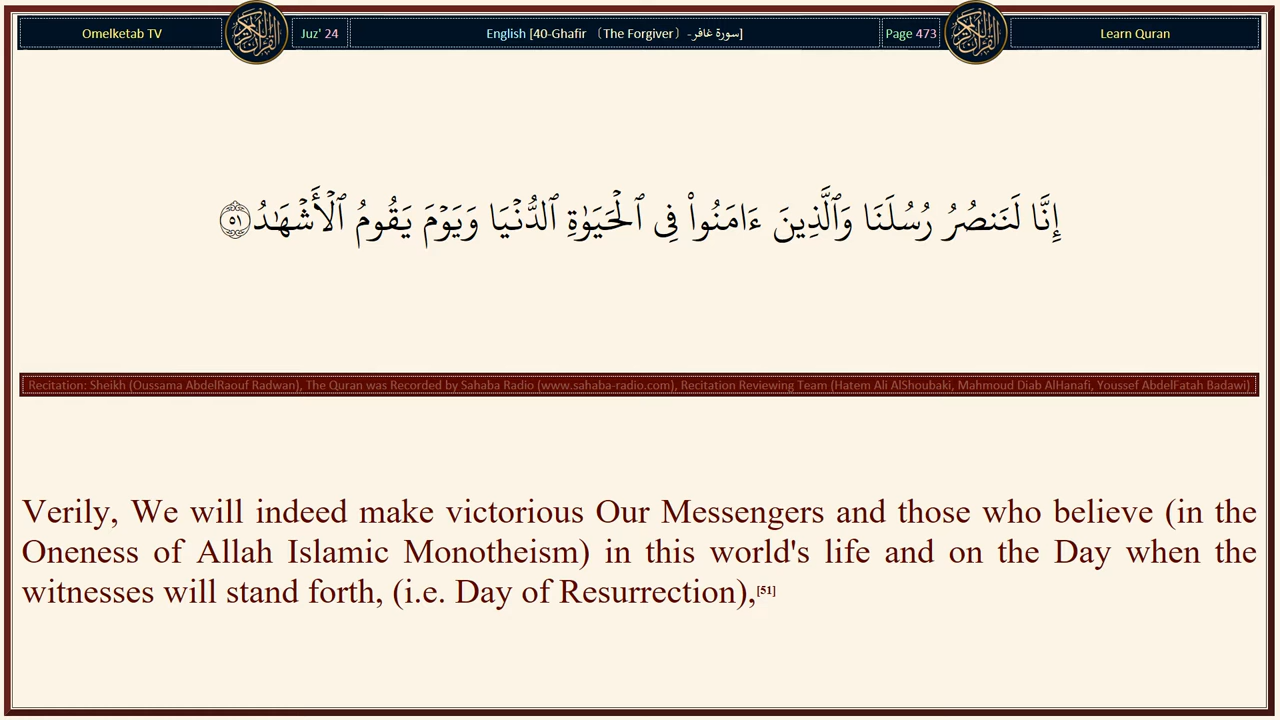 Omelketab TV
Juz' 24
English [40-Ghafir （The Forgiver） -سورة غافر]
Page 473
Learn Quran
إِنَّا لَنَنصُرُ رُسُلَنَا وَٱلَّذِينَ ءَامَنُواْ فِى ٱلْحَيَوٰةِ ٱلدُّنْيَا وَيَوْمَ يَقُومُ ٱلْأَشْهَـٰدُ ٥١
Recitation: Sheikh (Oussama AbdelRaouf Radwan), The Quran was Recorded by Sahaba Radio (www.sahaba-radio.com), Recitation Reviewing Team (Hatem Ali AlShoubaki, Mahmoud Diab AlHanafi, Youssef AbdelFatah Badawi)
Verily, We will indeed make victorious Our Messengers and those who believe (in the
Oneness of Allah Islamic Monotheism) in this world's life and on the Day when the
witnesses will stand forth, (i.e. Day of Resurrection),[51]